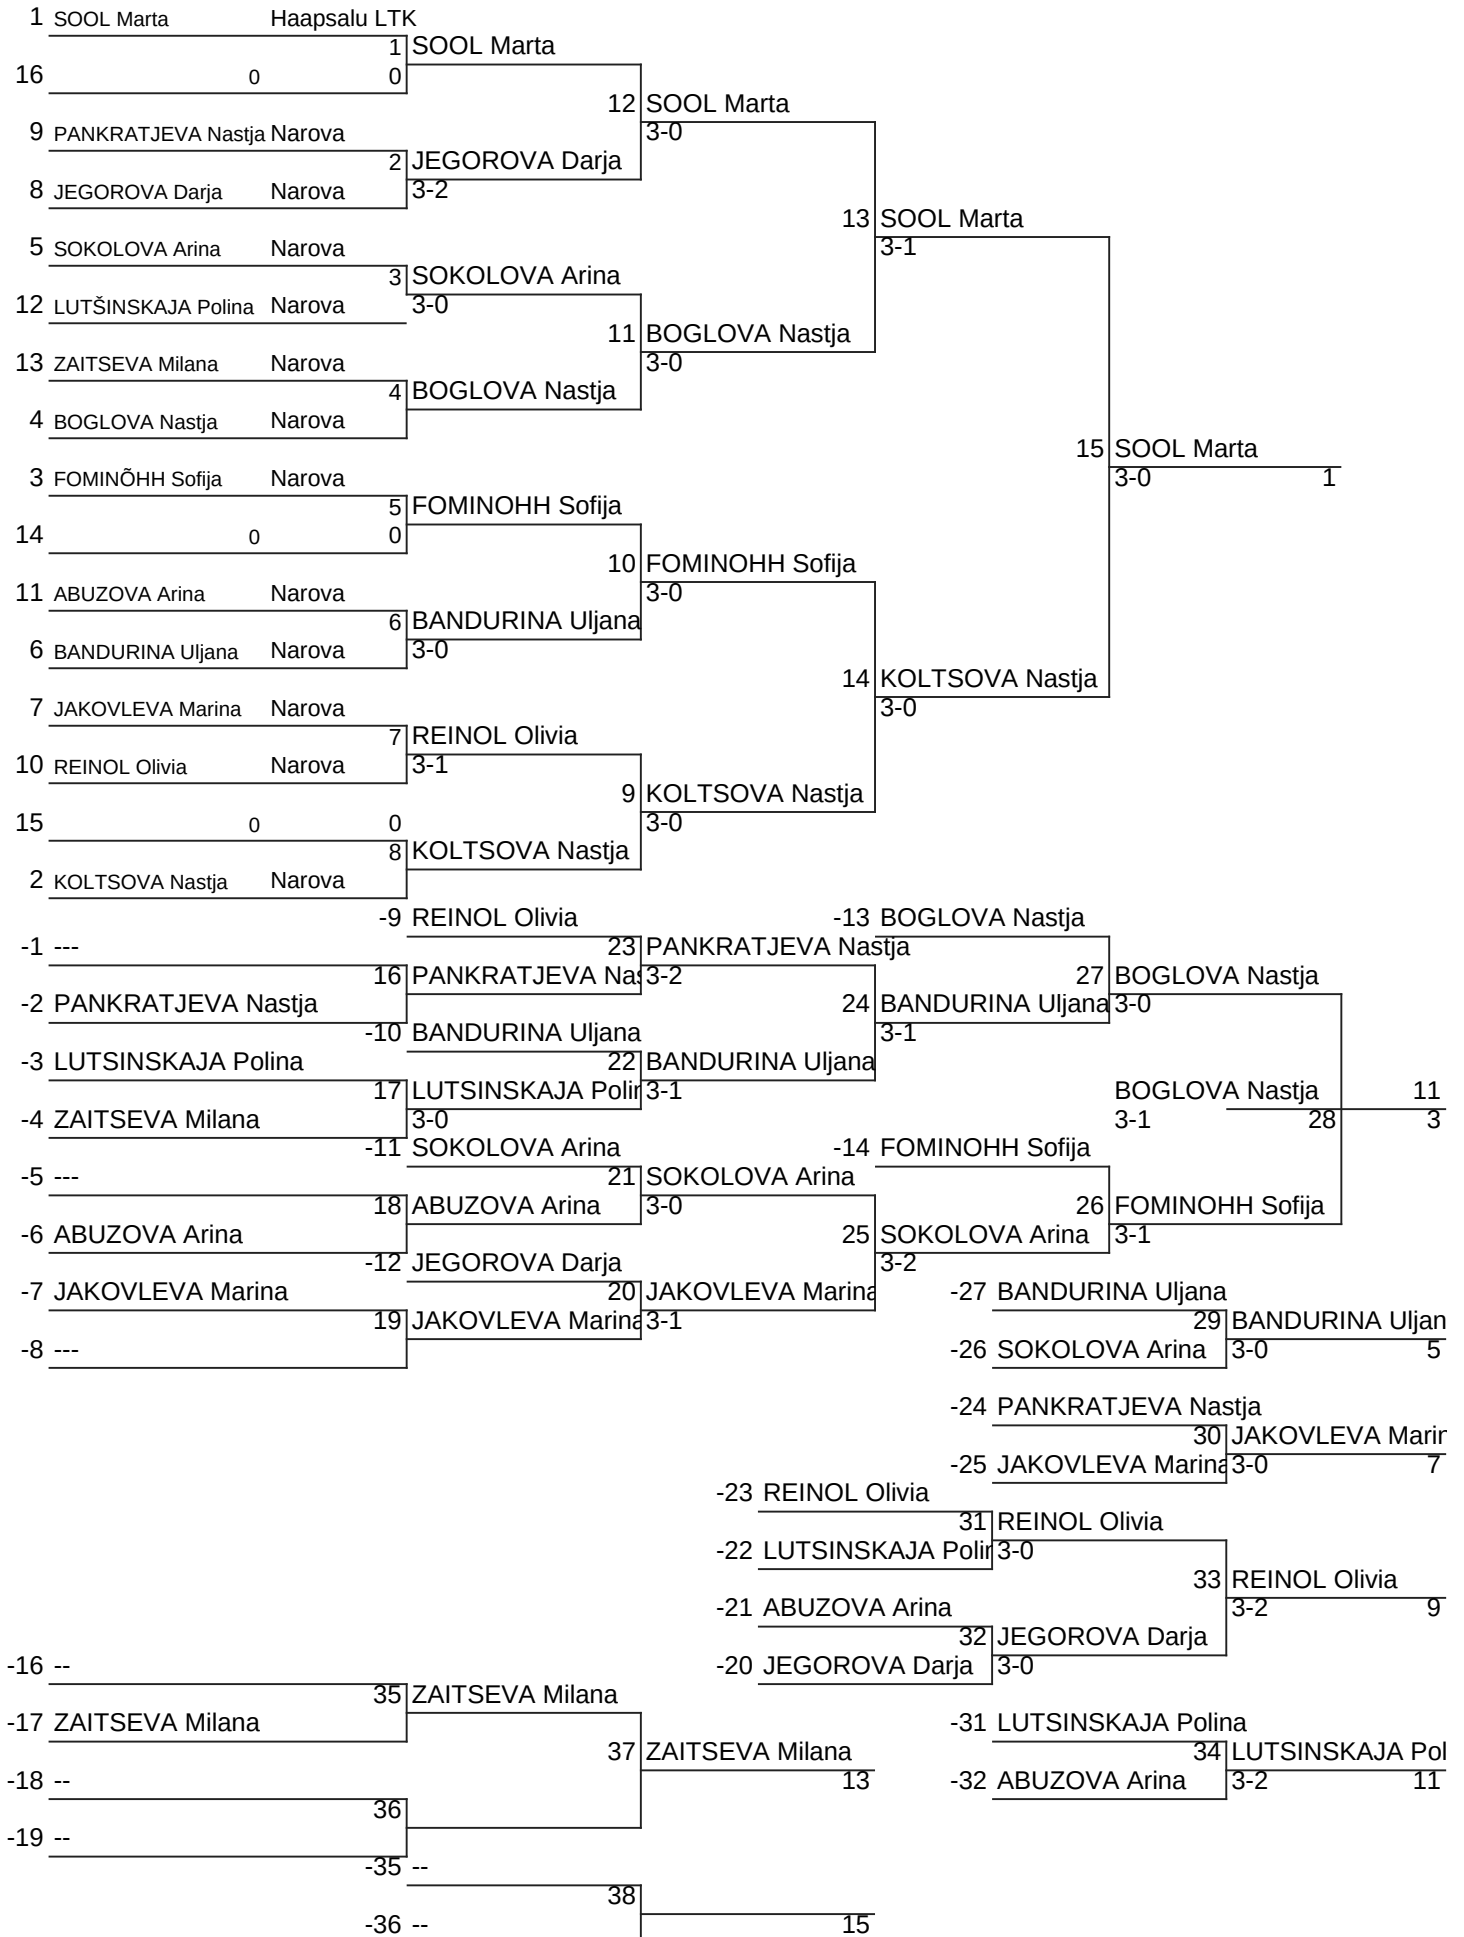 1 SOOL Marta Haapsalu LTK
1 SOOL Marta
16 0 0
12 SOOL Marta
9 PANKRATJEVA Nastja Narova 3-0
2 JEGOROVA Darja
8 JEGOROVA Darja Narova 3-2
13 SOOL Marta
5 SOKOLOVA Arina Narova 3-1
3 SOKOLOVA Arina
12 LUTŠINSKAJA Polina Narova 3-0
11 BOGLOVA Nastja
13 ZAITSEVA Milana Narova 3-0
4 BOGLOVA Nastja
4 BOGLOVA Nastja Narova
15 SOOL Marta
3 FOMINÕHH Sofija Narova 3-0 1
5 FOMINOHH Sofija
14 0 0
10 FOMINOHH Sofija
11 ABUZOVA Arina Narova 3-0
6 BANDURINA Uljana
6 BANDURINA Uljana Narova 3-0
14 KOLTSOVA Nastja
7 JAKOVLEVA Marina Narova 3-0
7 REINOL Olivia
10 REINOL Olivia Narova 3-1
9 KOLTSOVA Nastja
15 0 0 3-0
8 KOLTSOVA Nastja
2 KOLTSOVA Nastja Narova
-9 REINOL Olivia -13 BOGLOVA Nastja
-1 --- 23 PANKRATJEVA Nastja
16 PANKRATJEVA Nas 3-2 27 BOGLOVA Nastja
-2 PANKRATJEVA Nastja 24 BANDURINA Uljana 3-0
-10 BANDURINA Uljana 3-1
-3 LUTSINSKAJA Polina 22 BANDURINA Uljana
17 LUTSINSKAJA Polin 3-1 BOGLOVA Nastja 11
-4 ZAITSEVA Milana 3-0 3-1 28 3
-11 SOKOLOVA Arina -14 FOMINOHH Sofija
-5 --- 21 SOKOLOVA Arina
18 ABUZOVA Arina 3-0 26 FOMINOHH Sofija
-6 ABUZOVA Arina 25 SOKOLOVA Arina 3-1
-12 JEGOROVA Darja 3-2
-7 JAKOVLEVA Marina 20 JAKOVLEVA Marina -27 BANDURINA Uljana
19 JAKOVLEVA Marina 3-1 29 BANDURINA Uljan
-8 --- -26 SOKOLOVA Arina 3-0 5
-24 PANKRATJEVA Nastja
30 JAKOVLEVA Marin
-25 JAKOVLEVA Marina 3-0 7
-23 REINOL Olivia
31 REINOL Olivia
-22 LUTSINSKAJA Polin 3-0
33 REINOL Olivia
-21 ABUZOVA Arina 3-2 9
32 JEGOROVA Darja
-16 -- -20 JEGOROVA Darja 3-0
35 ZAITSEVA Milana
-17 ZAITSEVA Milana -31 LUTSINSKAJA Polina
37 ZAITSEVA Milana 34 LUTSINSKAJA Pol
-18 -- 13 -32 ABUZOVA Arina 3-2 11
36
-19 --
-35 --
38
-36 -- 15